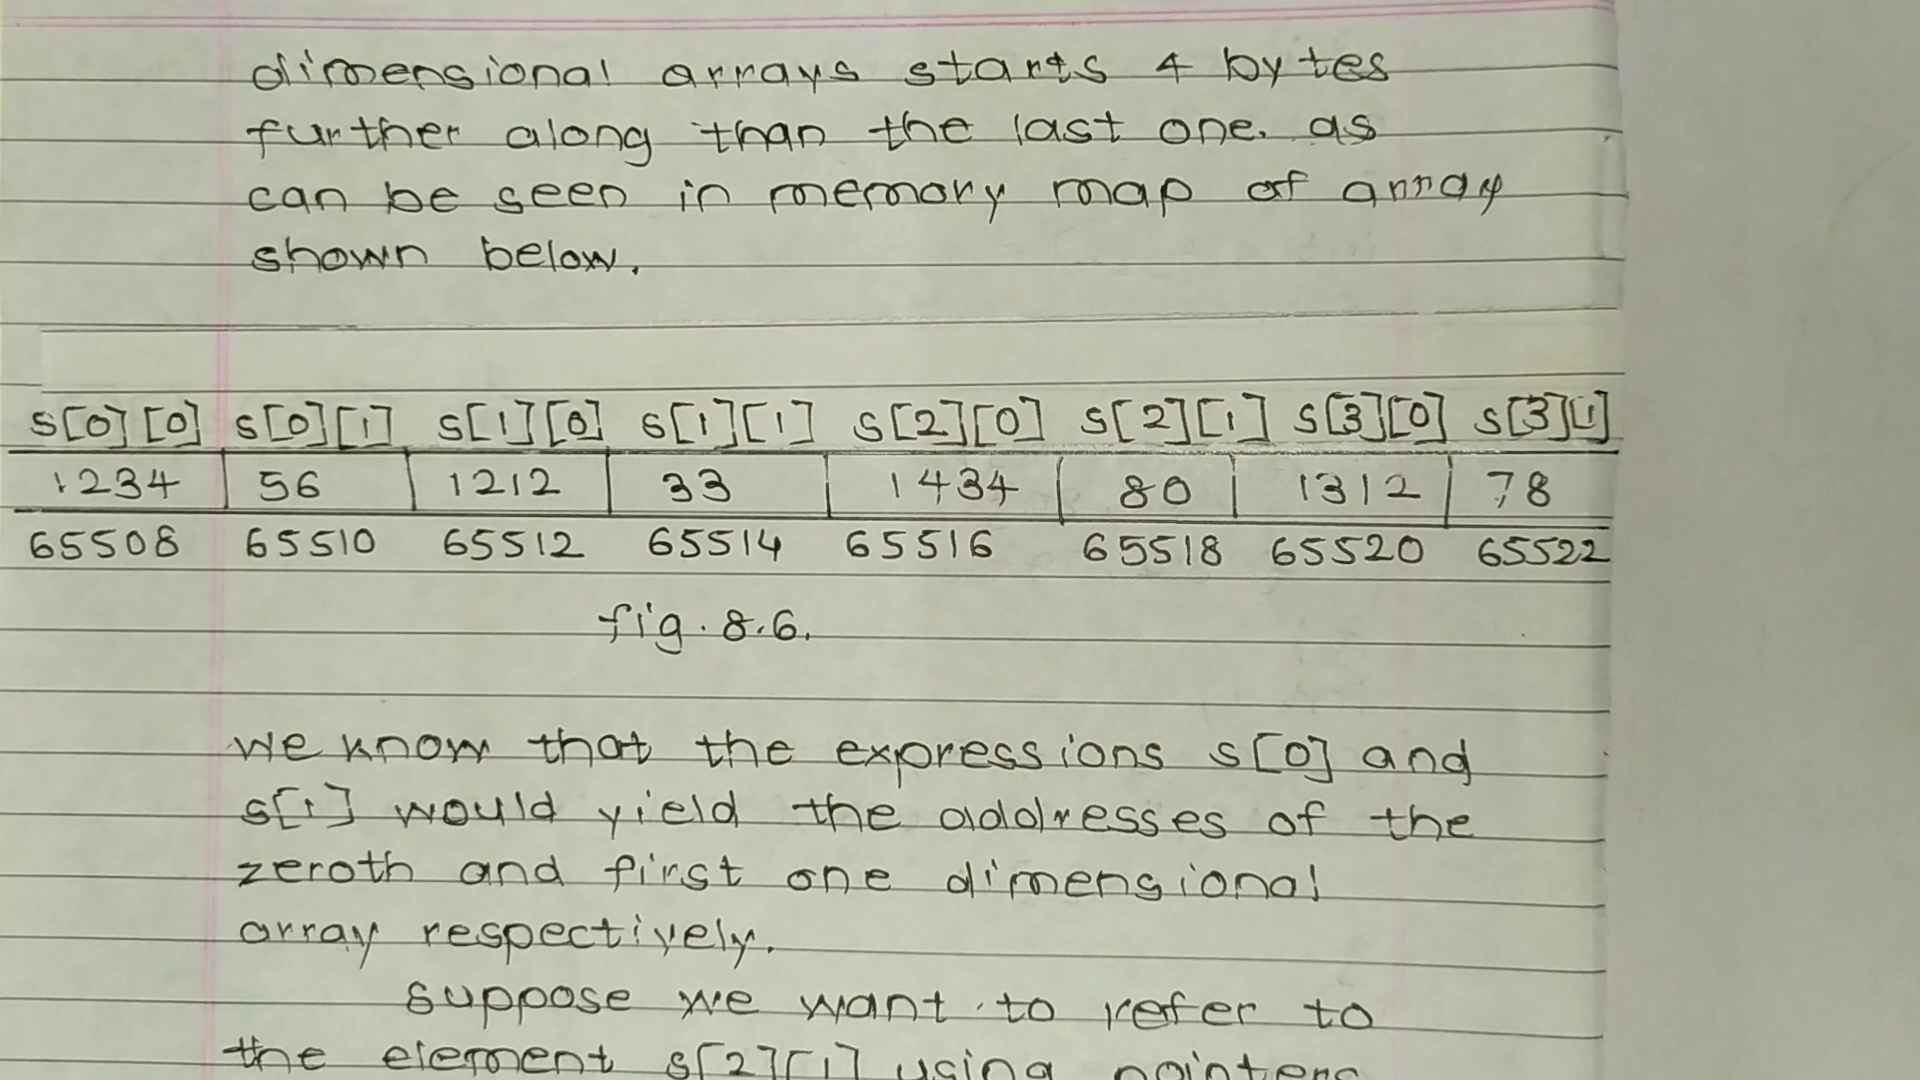 dimensional arrays starts 4 bytes
further along than the last one. as
can be seen in memory map of array
shown below.
s[0][0] s[0][1] s[1][0] s[1][1] s[2][0] s[2][1] s[3][0] s[3][1]
1234 56 1212 33 1434 80 1312 78
65508 65510 65512 65514 65516 65518 65520 65522
fig. 8.6.
we know that the expressions s[0] and
s[1] would yield the addresses of the
zeroth and first one dimensional
array respectively.
suppose we want to refer to
the element s[2][1] using pointers